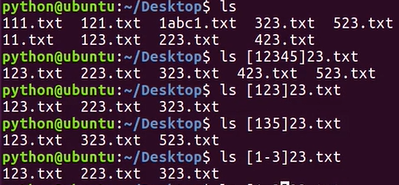 python@ubuntu:~/Desktop$ ls
111.txt 121.txt 1abc1.txt 323.txt 523.txt
11.txt 123.txt 223.txt 423.txt
python@ubuntu:~/Desktop$ ls [12345]23.txt
123.txt 223.txt 323.txt 423.txt 523.txt
python@ubuntu:~/Desktop$ ls [123]23.txt
123.txt 223.txt 323.txt
python@ubuntu:~/Desktop$ ls [135]23.txt
123.txt 323.txt 523.txt
python@ubuntu:~/Desktop$ ls [1-3]23.txt
123.txt 223.txt 323.txt